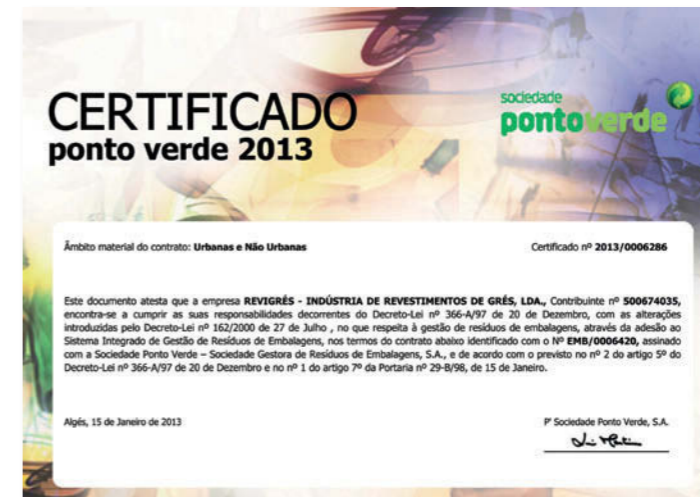 CERTIFICADO
ponto verde 2013
sociedade
pontoverde
Âmbito material do contrato: Urbanas e Não Urbanas
Certificado nº 2013/0006286
Este documento atesta que a empresa REVIGRÉS - INDÚSTRIA DE REVESTIMENTOS DE GRÉS, LDA., Contribuinte nº 500674035,
encontra-se a cumprir as suas responsabilidades decorrentes do Decreto-Lei nº 366-A/97 de 20 de Dezembro, com as alterações
introduzidas pelo Decreto-Lei nº 162/2000 de 27 de Julho , no que respeita à gestão de resíduos de embalagens, através da adesão ao
Sistema Integrado de Gestão de Resíduos de Embalagens, nos termos do contrato abaixo identificado com o Nº EMB/0006420, assinado
com a Sociedade Ponto Verde – Sociedade Gestora de Resíduos de Embalagens, S.A., e de acordo com o previsto no nº 2 do artigo 5º do
Decreto-Lei nº 366-A/97 de 20 de Dezembro e no nº 1 do artigo 7º da Portaria nº 29-B/98, de 15 de Janeiro.
Algés, 15 de Janeiro de 2013
P' Sociedade Ponto Verde, S.A.